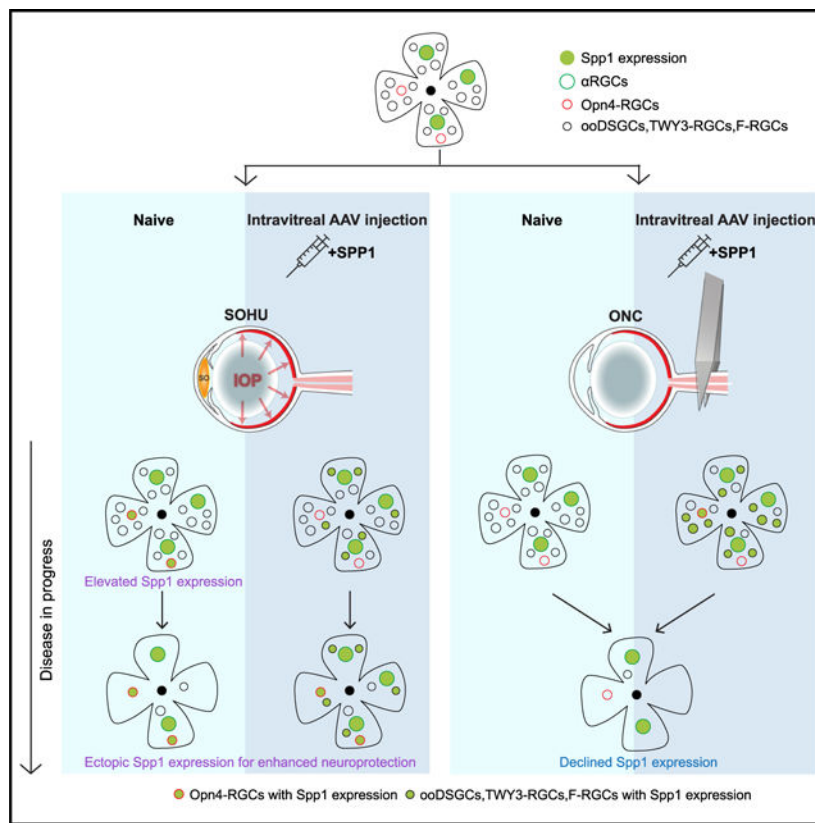 Spp1 expression
αRGCs
Opn4-RGCs
ooDSGCs,TWY3-RGCs,F-RGCs
Naive
Intravitreal AAV injection
+SPP1
Naive
Intravitreal AAV injection
+SPP1
SOHU
ONC
SO
IOP
Disease in progress
Elevated Spp1 expression
Ectopic Spp1 expression for enhanced neuroprotection
Declined Spp1 expression
Opn4-RGCs with Spp1 expression
ooDSGCs,TWY3-RGCs,F-RGCs with Spp1 expression